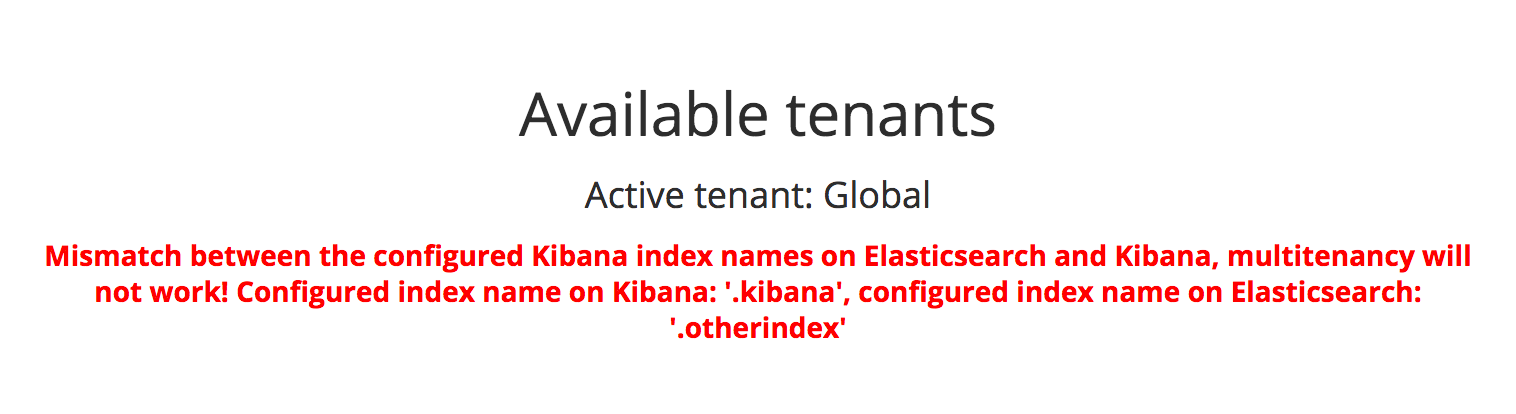 Available tenants
Active tenant: Global
Mismatch between the configured Kibana index names on Elasticsearch and Kibana, multitenancy will
not work! Configured index name on Kibana: '.kibana', configured index name on Elasticsearch:
'.otherindex'